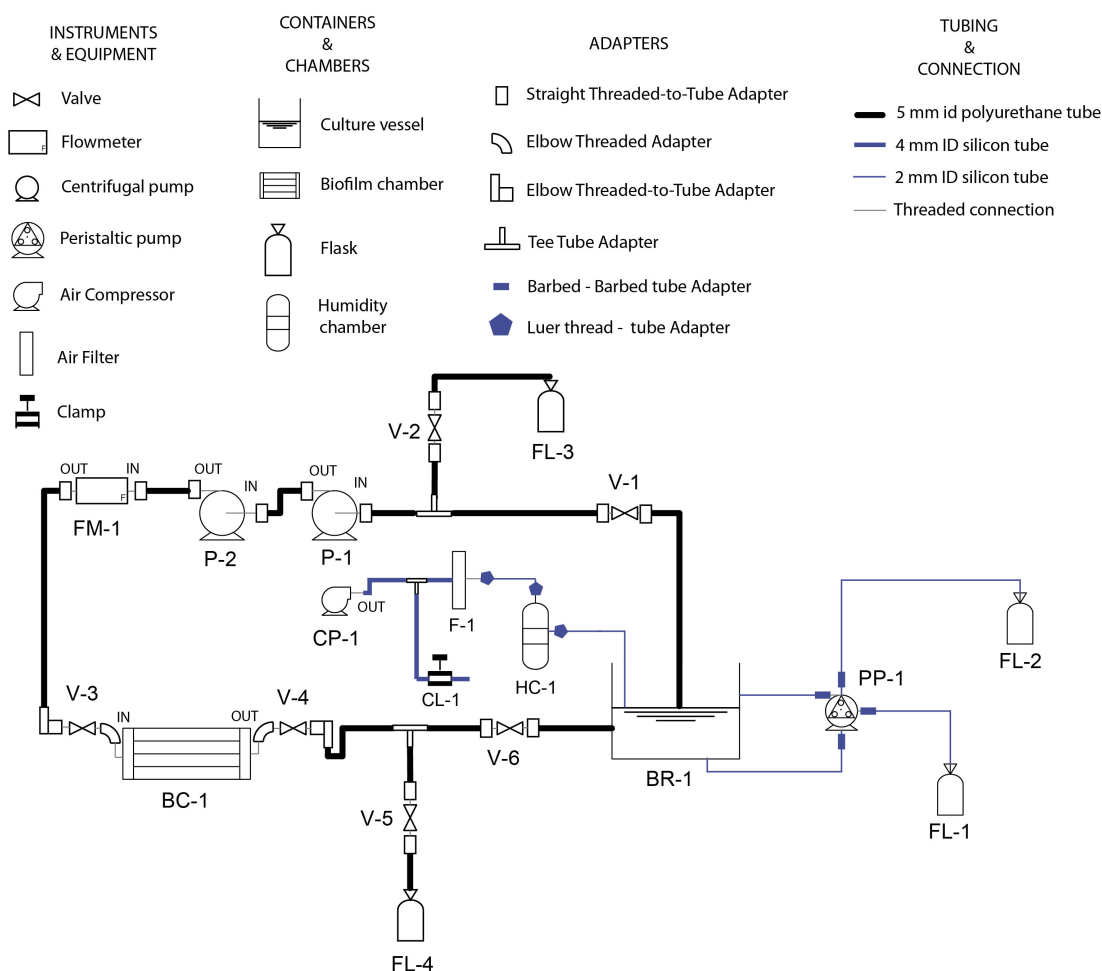 INSTRUMENTS
& EQUIPMENT
Valve
F
Flowmeter
Centrifugal pump
Peristaltic pump
Air Compressor
Air Filter
Clamp
CONTAINERS
&
CHAMBERS
Culture vessel
Biofilm chamber
Flask
Humidity
chamber
ADAPTERS
Straight Threaded-to-Tube Adapter
Elbow Threaded Adapter
Elbow Threaded-to-Tube Adapter
Tee Tube Adapter
Barbed - Barbed tube Adapter
Luer thread - tube Adapter
TUBING
&
CONNECTION
5 mm id polyurethane tube
4 mm ID silicon tube
2 mm ID silicon tube
Threaded connection
V-2
FL-3
OUT
IN
F
FM-1
OUT
IN
P-2
OUT
IN
P-1
V-1
CP-1
OUT
F-1
CL-1
HC-1
FL-2
PP-1
FL-1
BR-1
V-3
IN
OUT
V-4
BC-1
V-6
V-5
FL-4